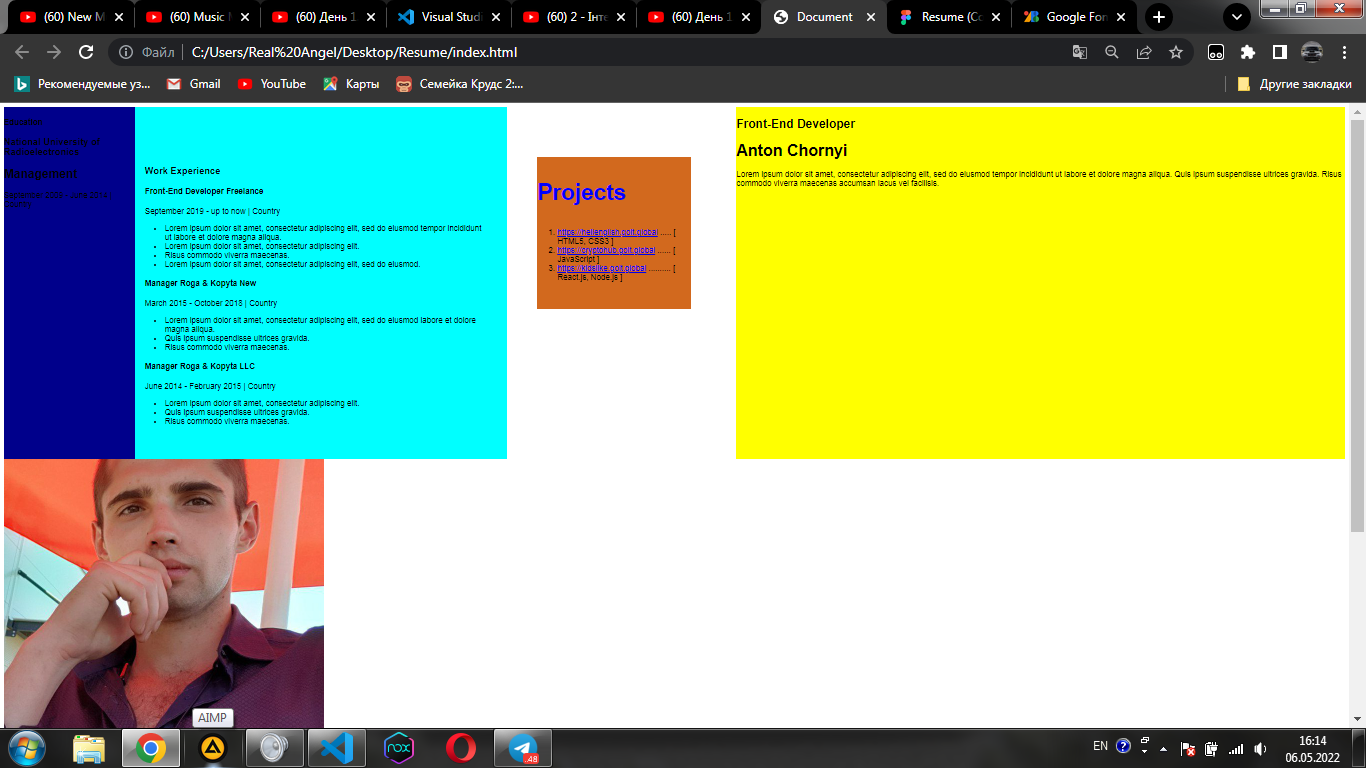 (60) New M
(60) Music M
(60) День 1
Visual Studi
(60) 2 - Інте
(60) День 1
Document
Resume (Co
Google Fon
Файл
C:/Users/Real%20Angel/Desktop/Resume/index.html
Рекомендуемые уз...
Gmail
YouTube
Карты
Семейка Крудс 2:...
Другие закладки
Education
National University of
Radioelectronics
Management
Country
Work Experience
Front-End Developer Freelance
September 2019 - up to now | Country
Lorem ipsum dolor sit amet, consectetur adipiscing elit, sed do eiusmod tempor incididunt
ut labore et dolore magna aliqua.
Lorem ipsum dolor sit amet, consectetur adipiscing elit.
Risus commodo viverra maecenas.
Lorem ipsum dolor sit amet, consectetur adipiscing elit, sed do eiusmod.
Manager Roga & Kopyta New
March 2015 - October 2018 | Country
Lorem ipsum dolor sit amet, consectetur adipiscing elit, sed do eiusmod labore et dolore
magna aliqua.
Quis ipsum suspendisse ultrices gravida.
Risus commodo viverra maecenas.
Manager Roga & Kopyta LLC
June 2014 - February 2015 | Country
Lorem ipsum dolor sit amet, consectetur adipiscing elit.
Quis ipsum suspendisse ultrices gravida.
Risus commodo viverra maecenas.
Projects
1. https://hellenglish.goit.global ..... [
HTML5, CSS3 ]
2. https://cryptohub.goit.global ...... [
JavaScript ]
3. https://kidslike.goit.global .......... [
React.js, Node.js ]
Front-End Developer
Anton Chornyi
Lorem ipsum dolor sit amet, consectetur adipiscing elit, sed do eiusmod tempor incididunt ut labore et dolore magna aliqua. Quis ipsum suspendisse ultrices gravida. Risus
commodo viverra maecenas accumsan lacus vel facilisis.
AIMP
nox
.48
EN
16:14
06.05.2022